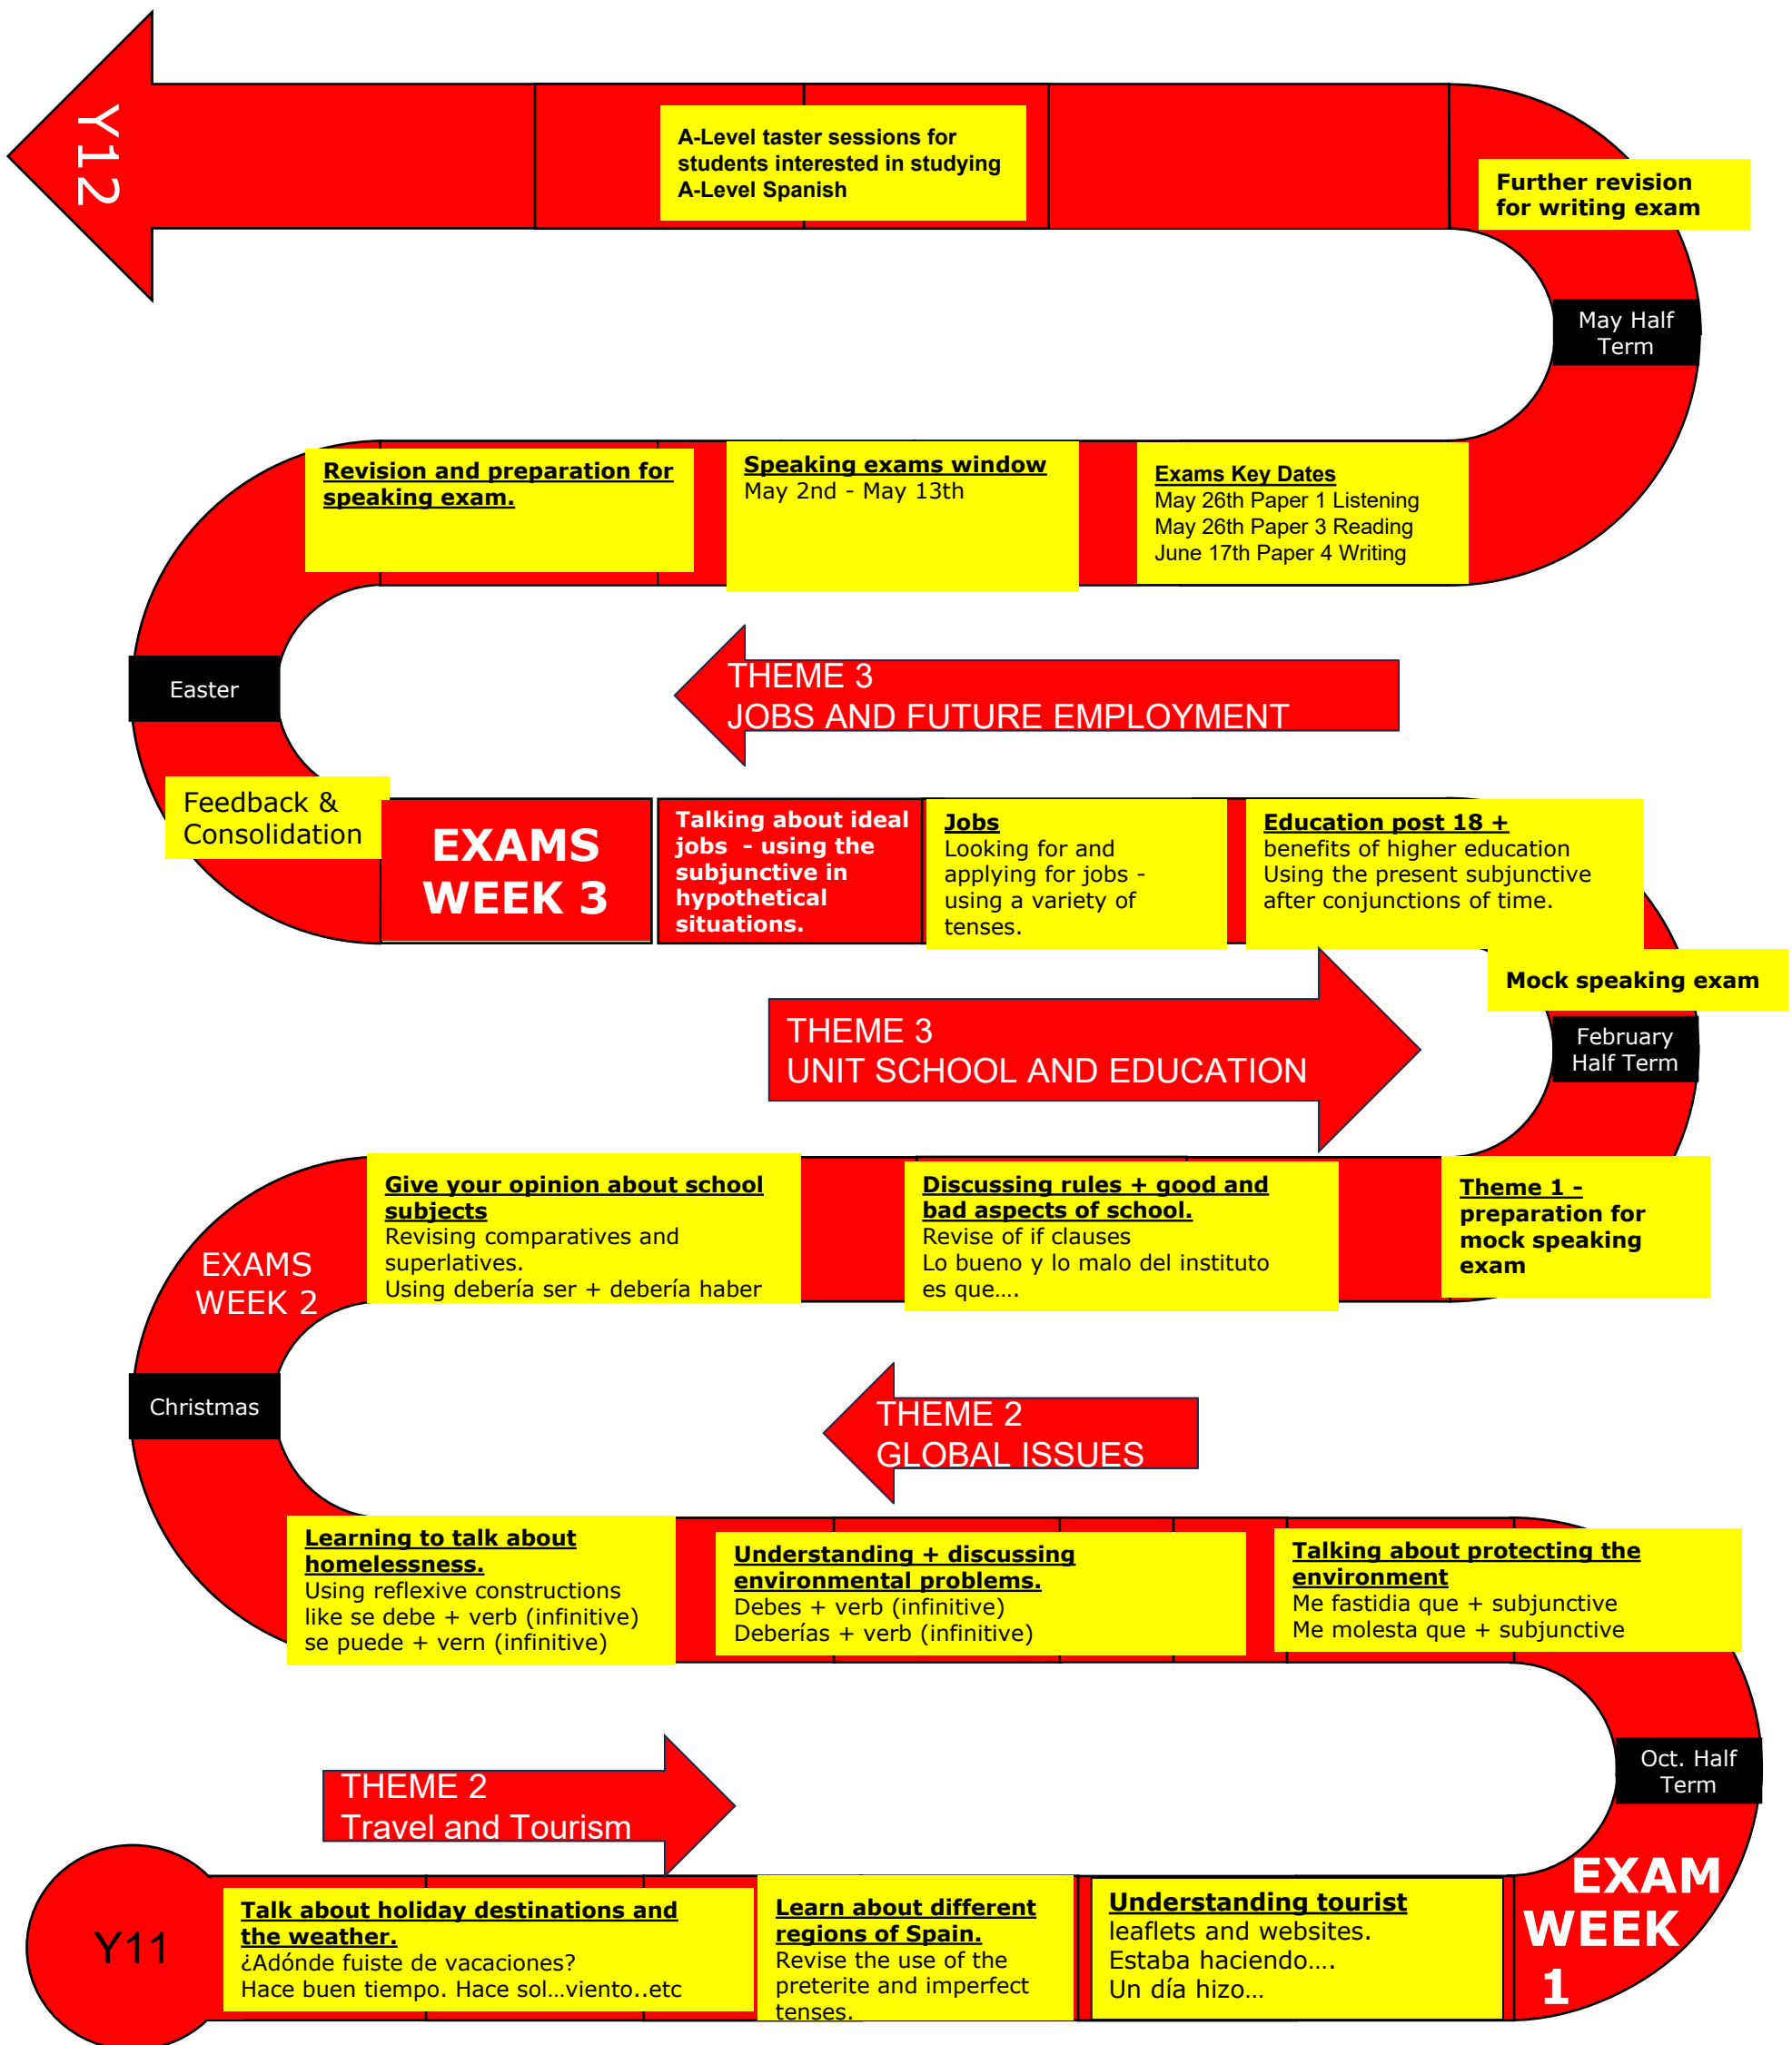 Y12
A-Level taster sessions for
students interested in studying
A-Level Spanish
Further revision
for writing exam
May Half
Term
Revision and preparation for
speaking exam.
Speaking exams window
May 2nd - May 13th
Exams Key Dates
May 26th Paper 1 Listening
May 26th Paper 3 Reading
June 17th Paper 4 Writing
Easter
THEME 3
JOBS AND FUTURE EMPLOYMENT
Feedback &
Consolidation
EXAMS
WEEK 3
Talking about ideal
jobs  - using the
subjunctive in
hypothetical
situations.
Jobs
Looking for and
applying for jobs -
using a variety of
tenses.
Education post 18 +
benefits of higher education
Using the present subjunctive
after conjunctions of time.
Mock speaking exam
THEME 3
UNIT SCHOOL AND EDUCATION
February
Half Term
EXAMS
WEEK 2
Give your opinion about school
subjects
Revising comparatives and
superlatives.
Using debería ser + debería haber
Discussing rules + good and
bad aspects of school.
Revise of if clauses
Lo bueno y lo malo del instituto
es que….
Theme 1 -
preparation for
mock speaking
exam
Christmas
THEME 2
GLOBAL ISSUES
Learning to talk about
homelessness.
Using reflexive constructions
like se debe + verb (infinitive)
se puede + vern (infinitive)
Understanding + discussing
environmental problems.
Debes + verb (infinitive)
Deberías + verb (infinitive)
Talking about protecting the
environment
Me fastidia que + subjunctive
Me molesta que + subjunctive
THEME 2
Travel and Tourism
Oct. Half
Term
Y11
Talk about holiday destinations and
the weather.
¿Adónde fuiste de vacaciones?
Hace buen tiempo. Hace sol…viento..etc
Learn about different
regions of Spain.
Revise the use of the
preterite and imperfect
tenses.
Understanding tourist
leaflets and websites.
Estaba haciendo….
Un día hizo…
EXAM
WEEK
1